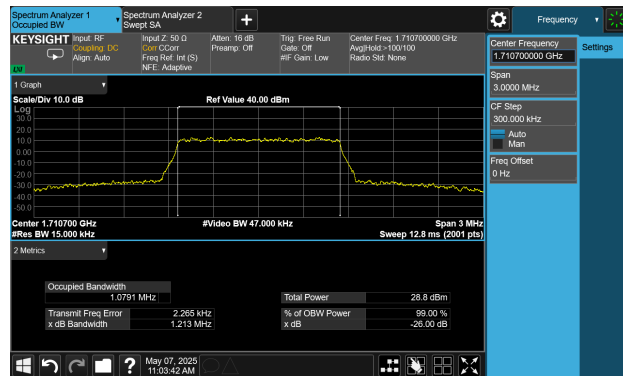 Spectrum Analyzer 1
Occupied BW
Spectrum Analyzer 2
Swept SA
+
Frequency
KEYSIGHT
Input: RF
Coupling: DC
Align: Auto
Input Z: 50 Ω
Corr CCorr
Freq Ref: Int (S)
NFE: Adaptive
Atten: 16 dB
Preamp: Off
Trig: Free Run
Gate: Off
#IF Gain: Low
Center Freq: 1.710700000 GHz
Avg|Hold:>100/100
Radio Std: None
LXI
Center Frequency
1.710700000 GHz
Settings
Span
3.0000 MHz
CF Step
300.000 kHz
Auto
Man
Freq Offset
0 Hz
1 Graph
Scale/Div 10.0 dB
Ref Value 40.00 dBm
Log
30.0
20.0
10.0
0.00
-10.0
-20.0
-30.0
-40.0
-50.0
Center 1.710700 GHz
#Video BW 47.000 kHz
Span 3 MHz
#Res BW 15.000 kHz
Sweep 12.8 ms (2001 pts)
2 Metrics
Occupied Bandwidth
1.0791 MHz
Total Power 28.8 dBm
Transmit Freq Error 2.265 kHz
% of OBW Power 99.00 %
x dB Bandwidth 1.213 MHz
x dB -26.00 dB
?
May 07, 2025
11:03:42 AM